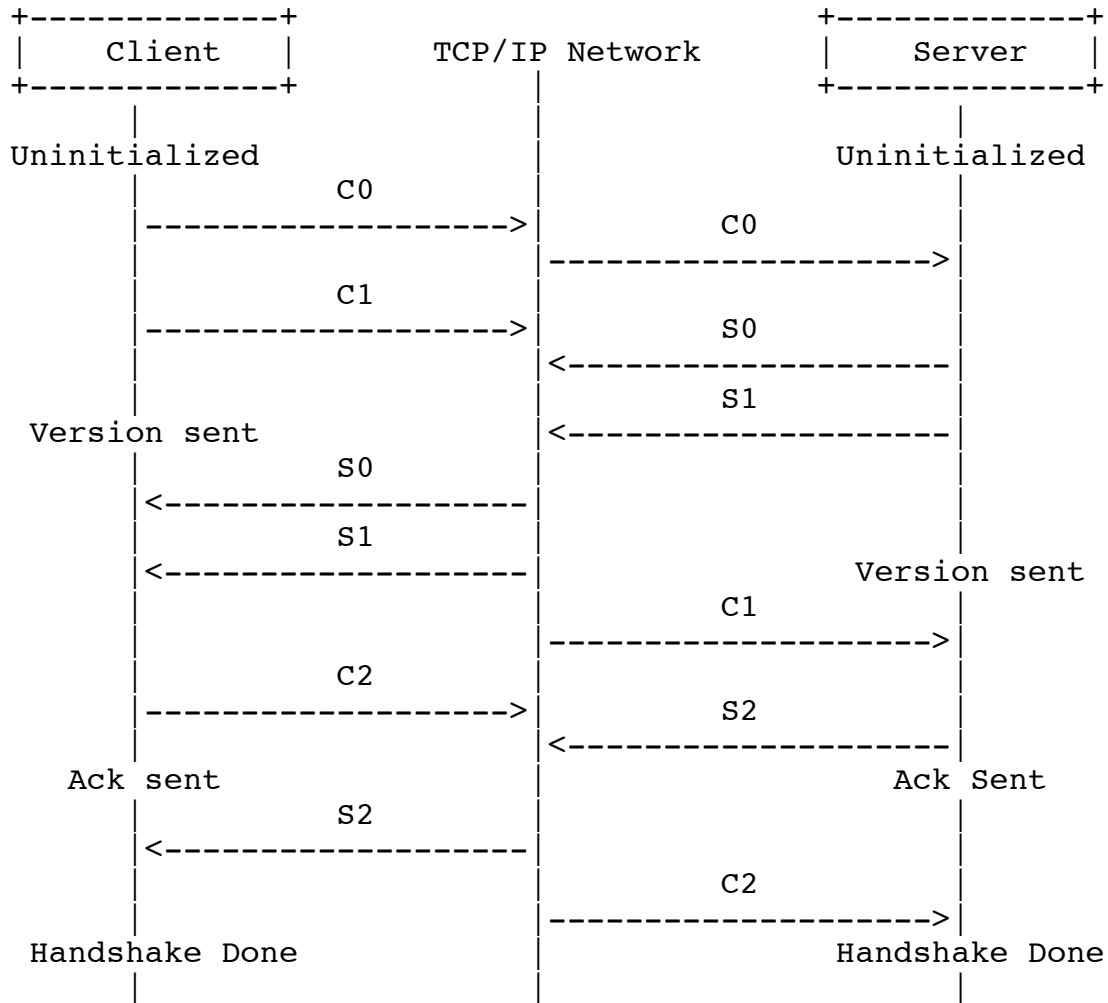 Client TCP/IP Network Server
Uninitialized Uninitialized
C0
C0
C1
S0
S1
Version sent
S0
S1
Version sent
C1
C2
S2
Ack sent Ack Sent
S2
C2
Handshake Done Handshake Done